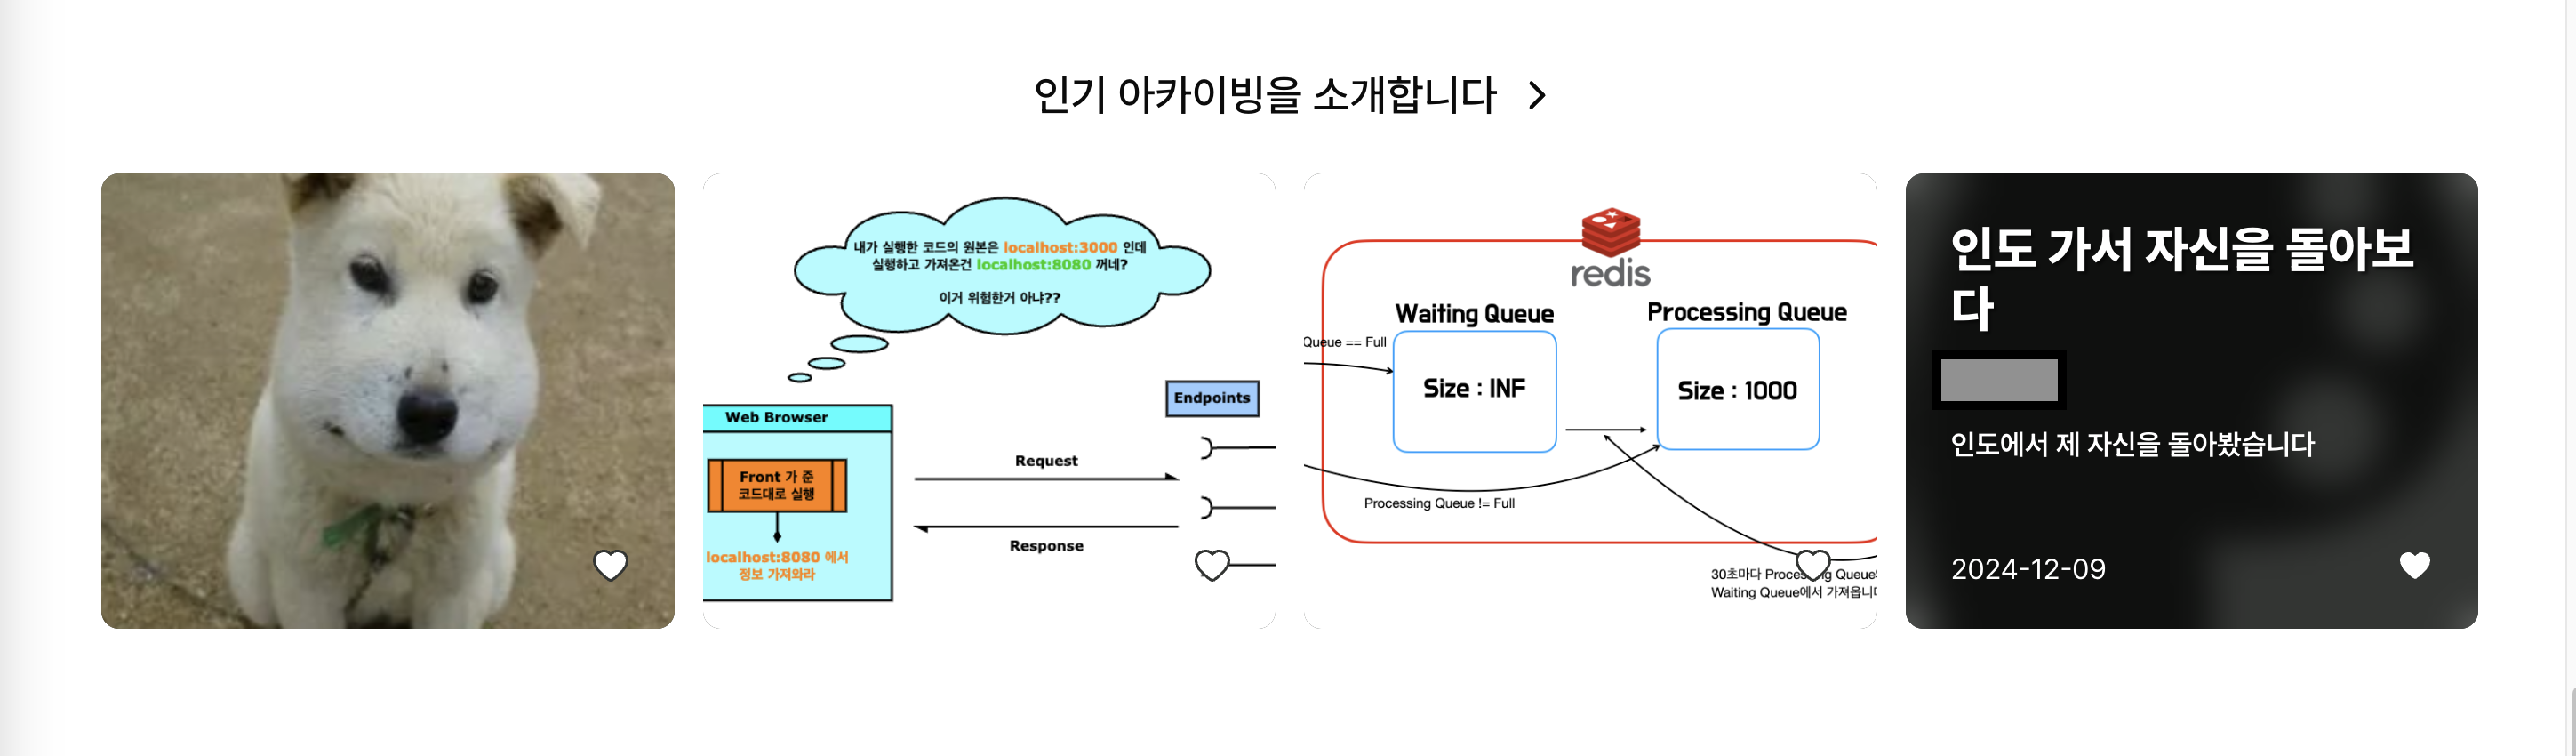 인기 아카이빙을 소개합니다
내가 실행한 코드의 원본은 localhost:3000 인데
실행하고 가져온건 localhost:8080 꺼네?
이거 위험한거 아냐??
Web Browser
Front 가 준
코드대로 실행
localhost:8080 에서
정보 가져와라
Request
Response
Endpoints
redis
Waiting Queue
Processing Queue
Queue == Full
Size : INF
Size : 1000
Processing Queue != Full
30초마다 Processing Queue
Waiting Queue에서 가져옵니다
인도 가서 자신을 돌아보
다
인도에서 제 자신을 돌아봤습니다
2024-12-09